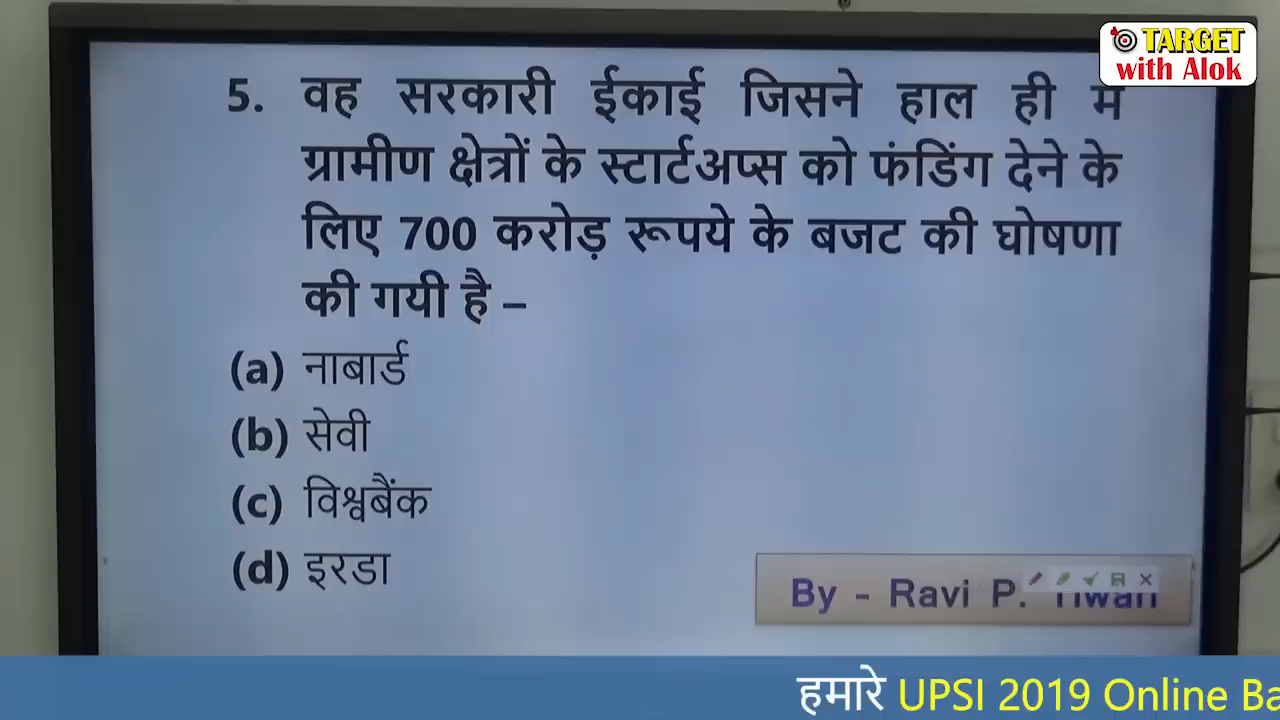 TARGET
with Alok
5. वह सरकारी ईकाई जिसने हाल ही में
ग्रामीण क्षेत्रों के स्टार्टअप्स को फंडिंग देने के
लिए 700 करोड़ रूपये के बजट की घोषणा
की गयी है –
(a) नाबार्ड
(b) सेवी
(c) विश्वबैंक
(d) इरडा
By - Ravi P.
हमारे UPSI 2019 Online